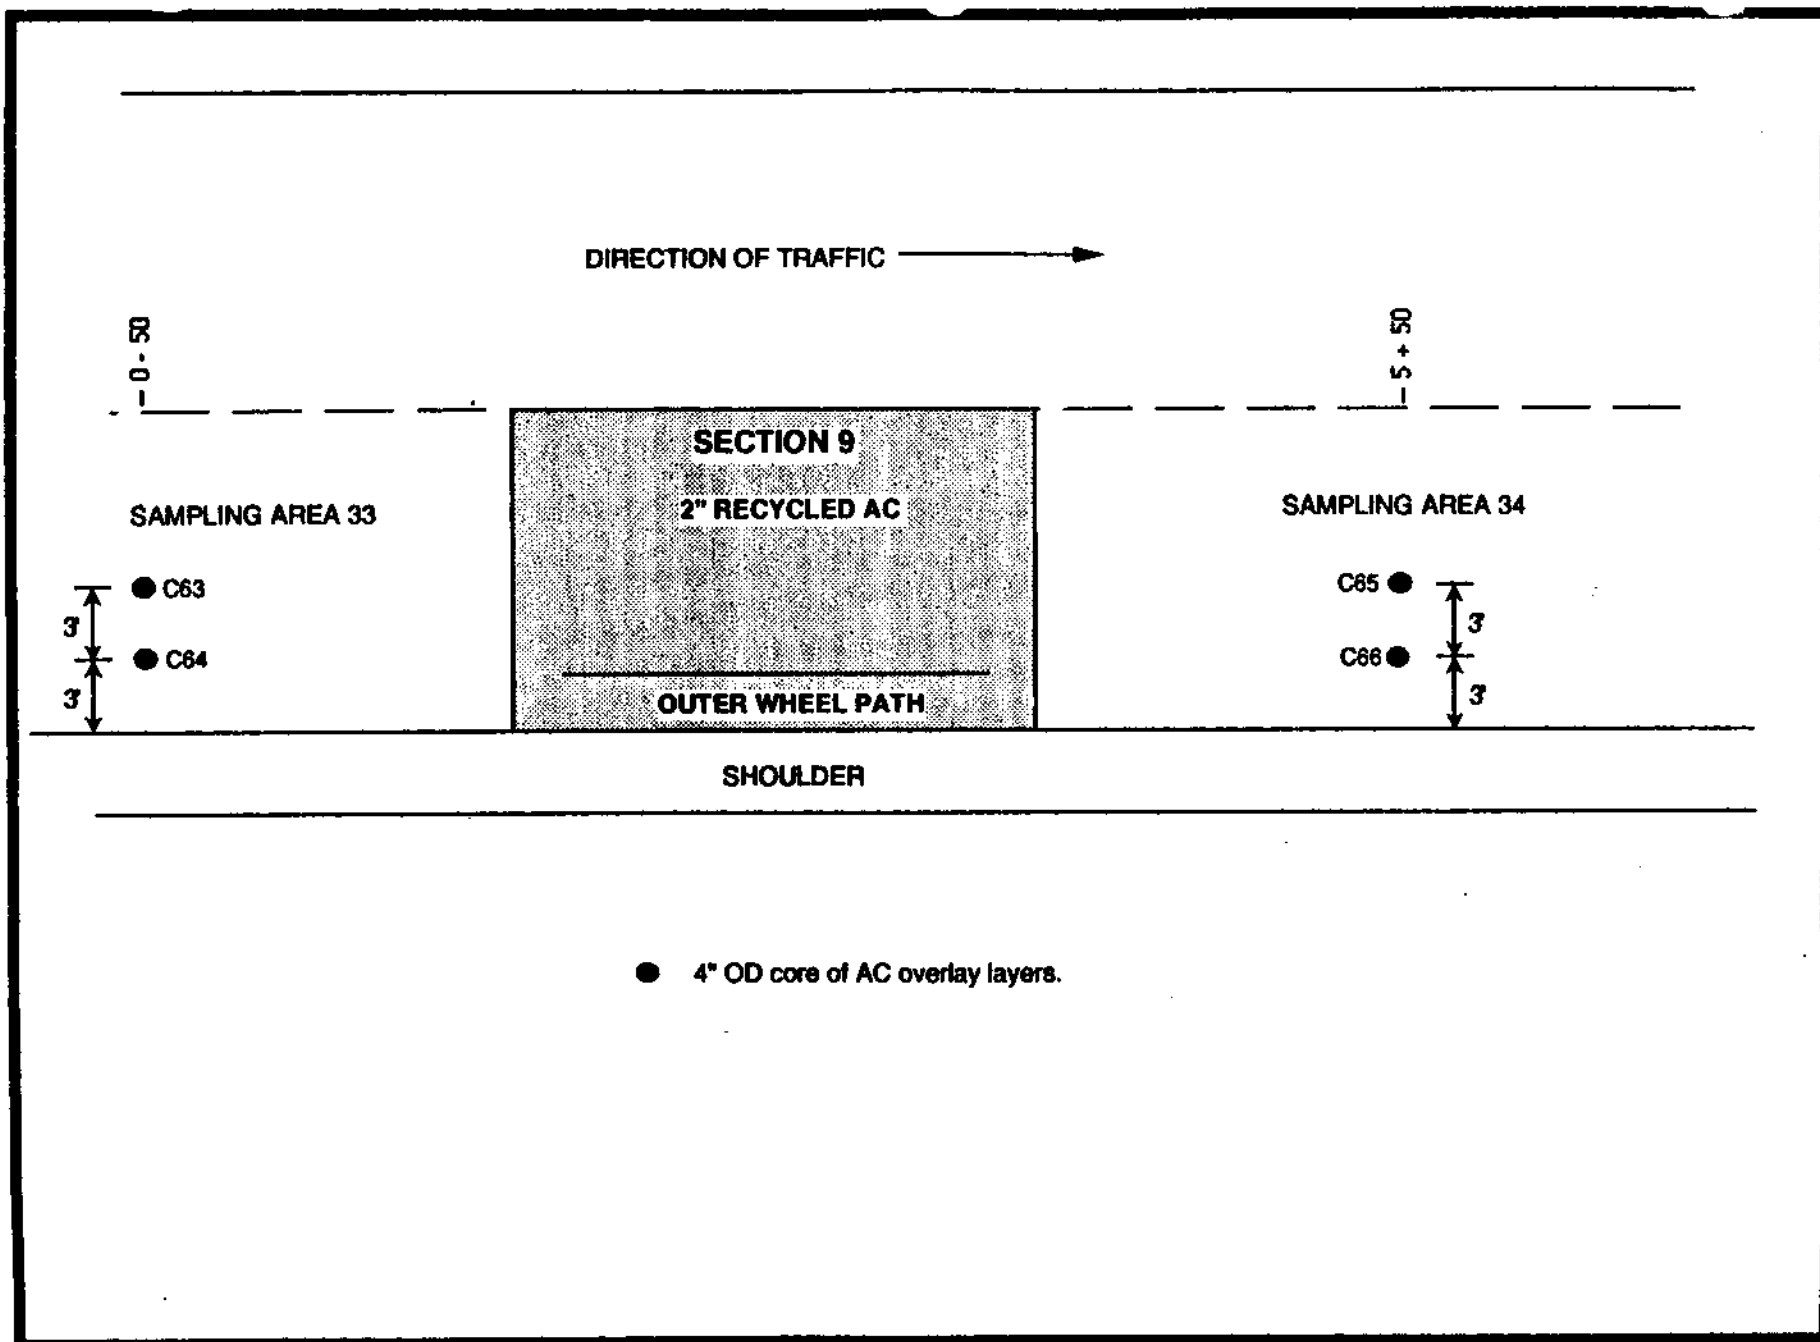 DIRECTION OF TRAFFIC
0 - 50
5 + 50
SECTION 9
2" RECYCLED AC
SAMPLING AREA 33
SAMPLING AREA 34
C63
C65
3'
3'
C64
C66
3'
3'
OUTER WHEEL PATH
SHOULDER
4" OD core of AC overlay layers.